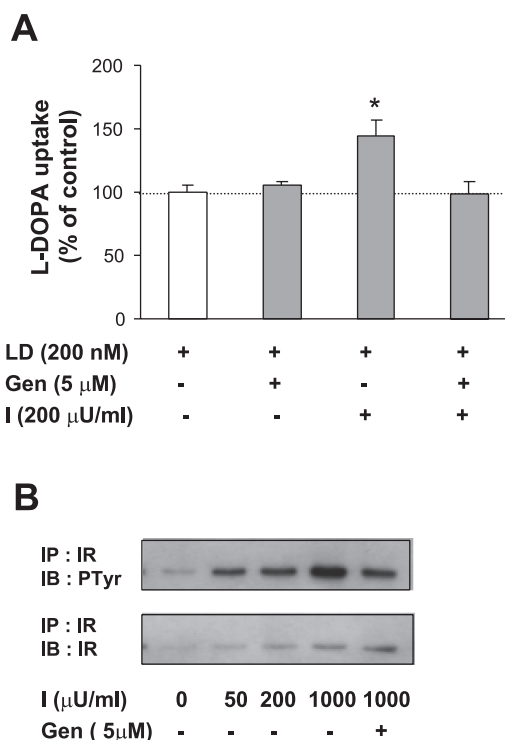 A
200
150
100
50
0
L-DOPA uptake
(% of control)
*
LD (200 nM) + + + +
Gen (5 μM) - + - +
I (200 μU/ml) - - + +
B
IP : IR
IB : PTyr
IP : IR
IB : IR
I (μU/ml) 0 50 200 1000 1000
Gen ( 5μM) - - - - +